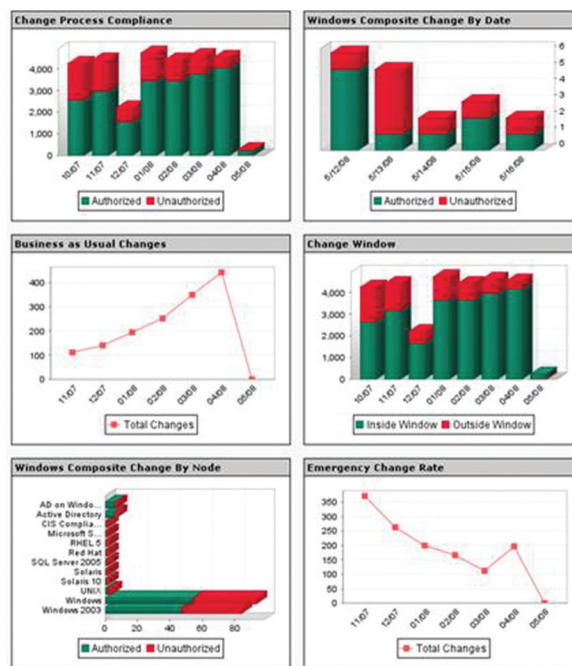 Change Process Compliance
4,000
3,000
2,000
1,000
0
10/07
11/07
12/07
01/08
02/08
03/08
04/08
05/08
Authorized Unauthorized
Windows Composite Change By Date
6
5
4
3
2
1
0
5/12/08
5/13/08
5/14/08
5/15/08
5/16/08
Authorized Unauthorized
Business as Usual Changes
400
300
200
100
0
11/07
12/07
01/08
02/08
03/08
04/08
05/08
Total Changes
Change Window
4,000
3,000
2,000
1,000
0
10/07
11/07
12/07
01/08
02/08
03/08
04/08
05/08
Inside Window Outside Window
Windows Composite Change By Node
AD on Windo...
Active Directory
CIS Complia...
Microsoft S...
RHEL 5
Red Hat
SQL Server 2005
Solaris
Solaris 10
UNIX
Windows
Windows 2003
0 20 40 60 80
Authorized Unauthorized
Emergency Change Rate
350
300
250
200
150
100
50
0
11/07
12/07
01/08
02/08
03/08
04/08
05/08
Total Changes